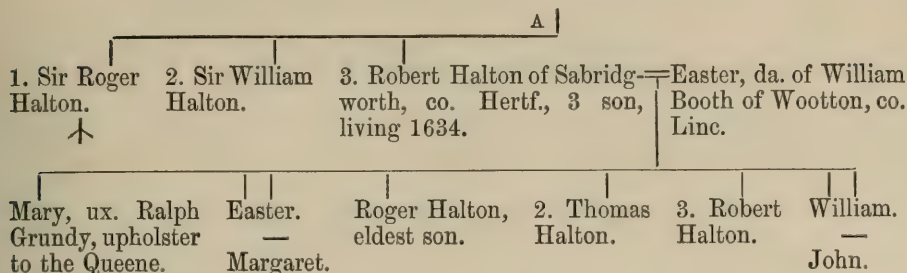 A
1. Sir Roger Halton.
2. Sir William Halton.
3. Robert Halton of Sabridg-
worth, co. Hertf., 3 son,
living 1634.
Easter, da. of William
Booth of Wootton, co.
Linc.
Mary, ux. Ralph
Grundy, upholster
to the Queene.
Easter.
—
Margaret.
Roger Halton,
eldest son.
2. Thomas
Halton.
3. Robert
Halton.
William.
—
John.